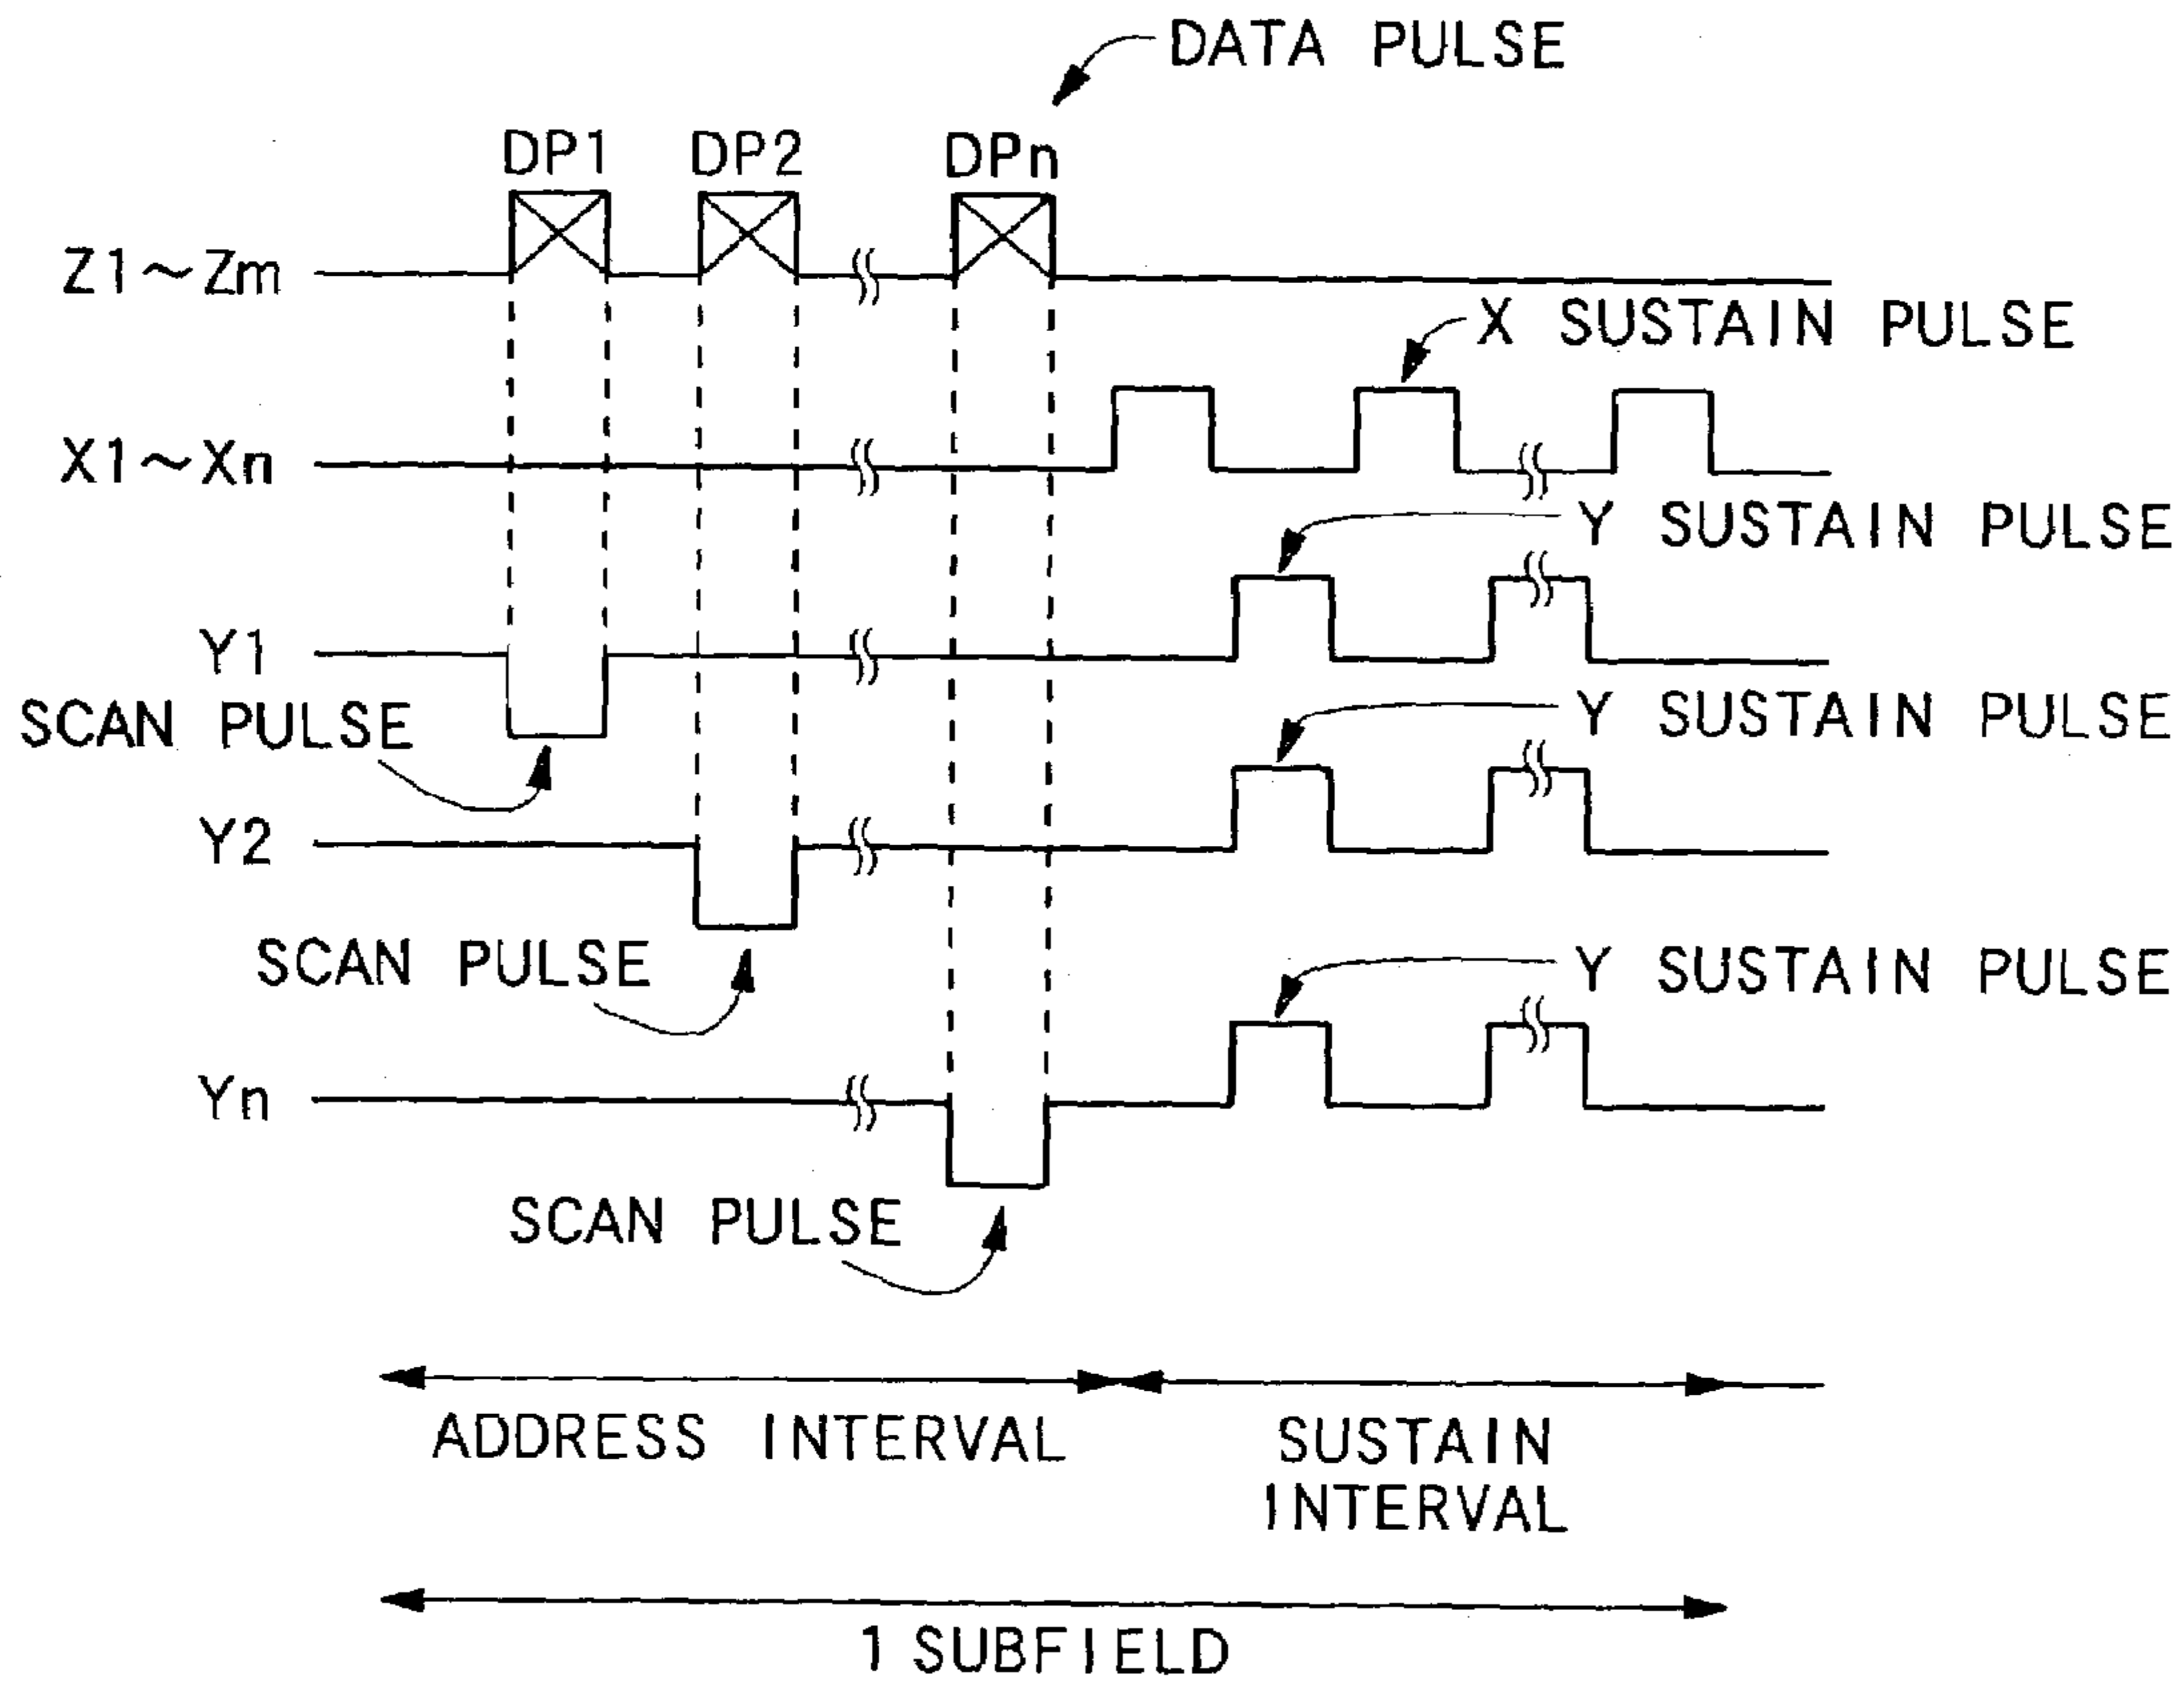 DATA PULSE
DP1 DP2 DPn
Z1～Zm
X SUSTAIN PULSE
X1～Xn
Y SUSTAIN PULSE
Y1
SCAN PULSE
Y SUSTAIN PULSE
Y2
SCAN PULSE
Y SUSTAIN PULSE
Yn
SCAN PULSE
ADDRESS INTERVAL
SUSTAIN
INTERVAL
1 SUBFIELD